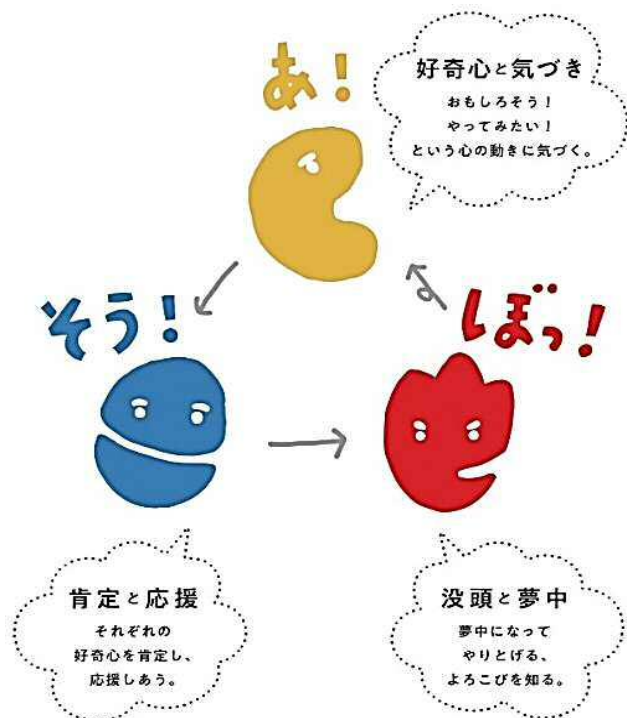 あ！
好奇心と気づき
おもしろそう！
やってみたい！
という心の動きに気づく。
そう！
ぼっ！
肯定と応援
それぞれの
好奇心を肯定し、
応援しあう。
没頭と夢中
夢中になって
やりとげる、
よろこびを知る。